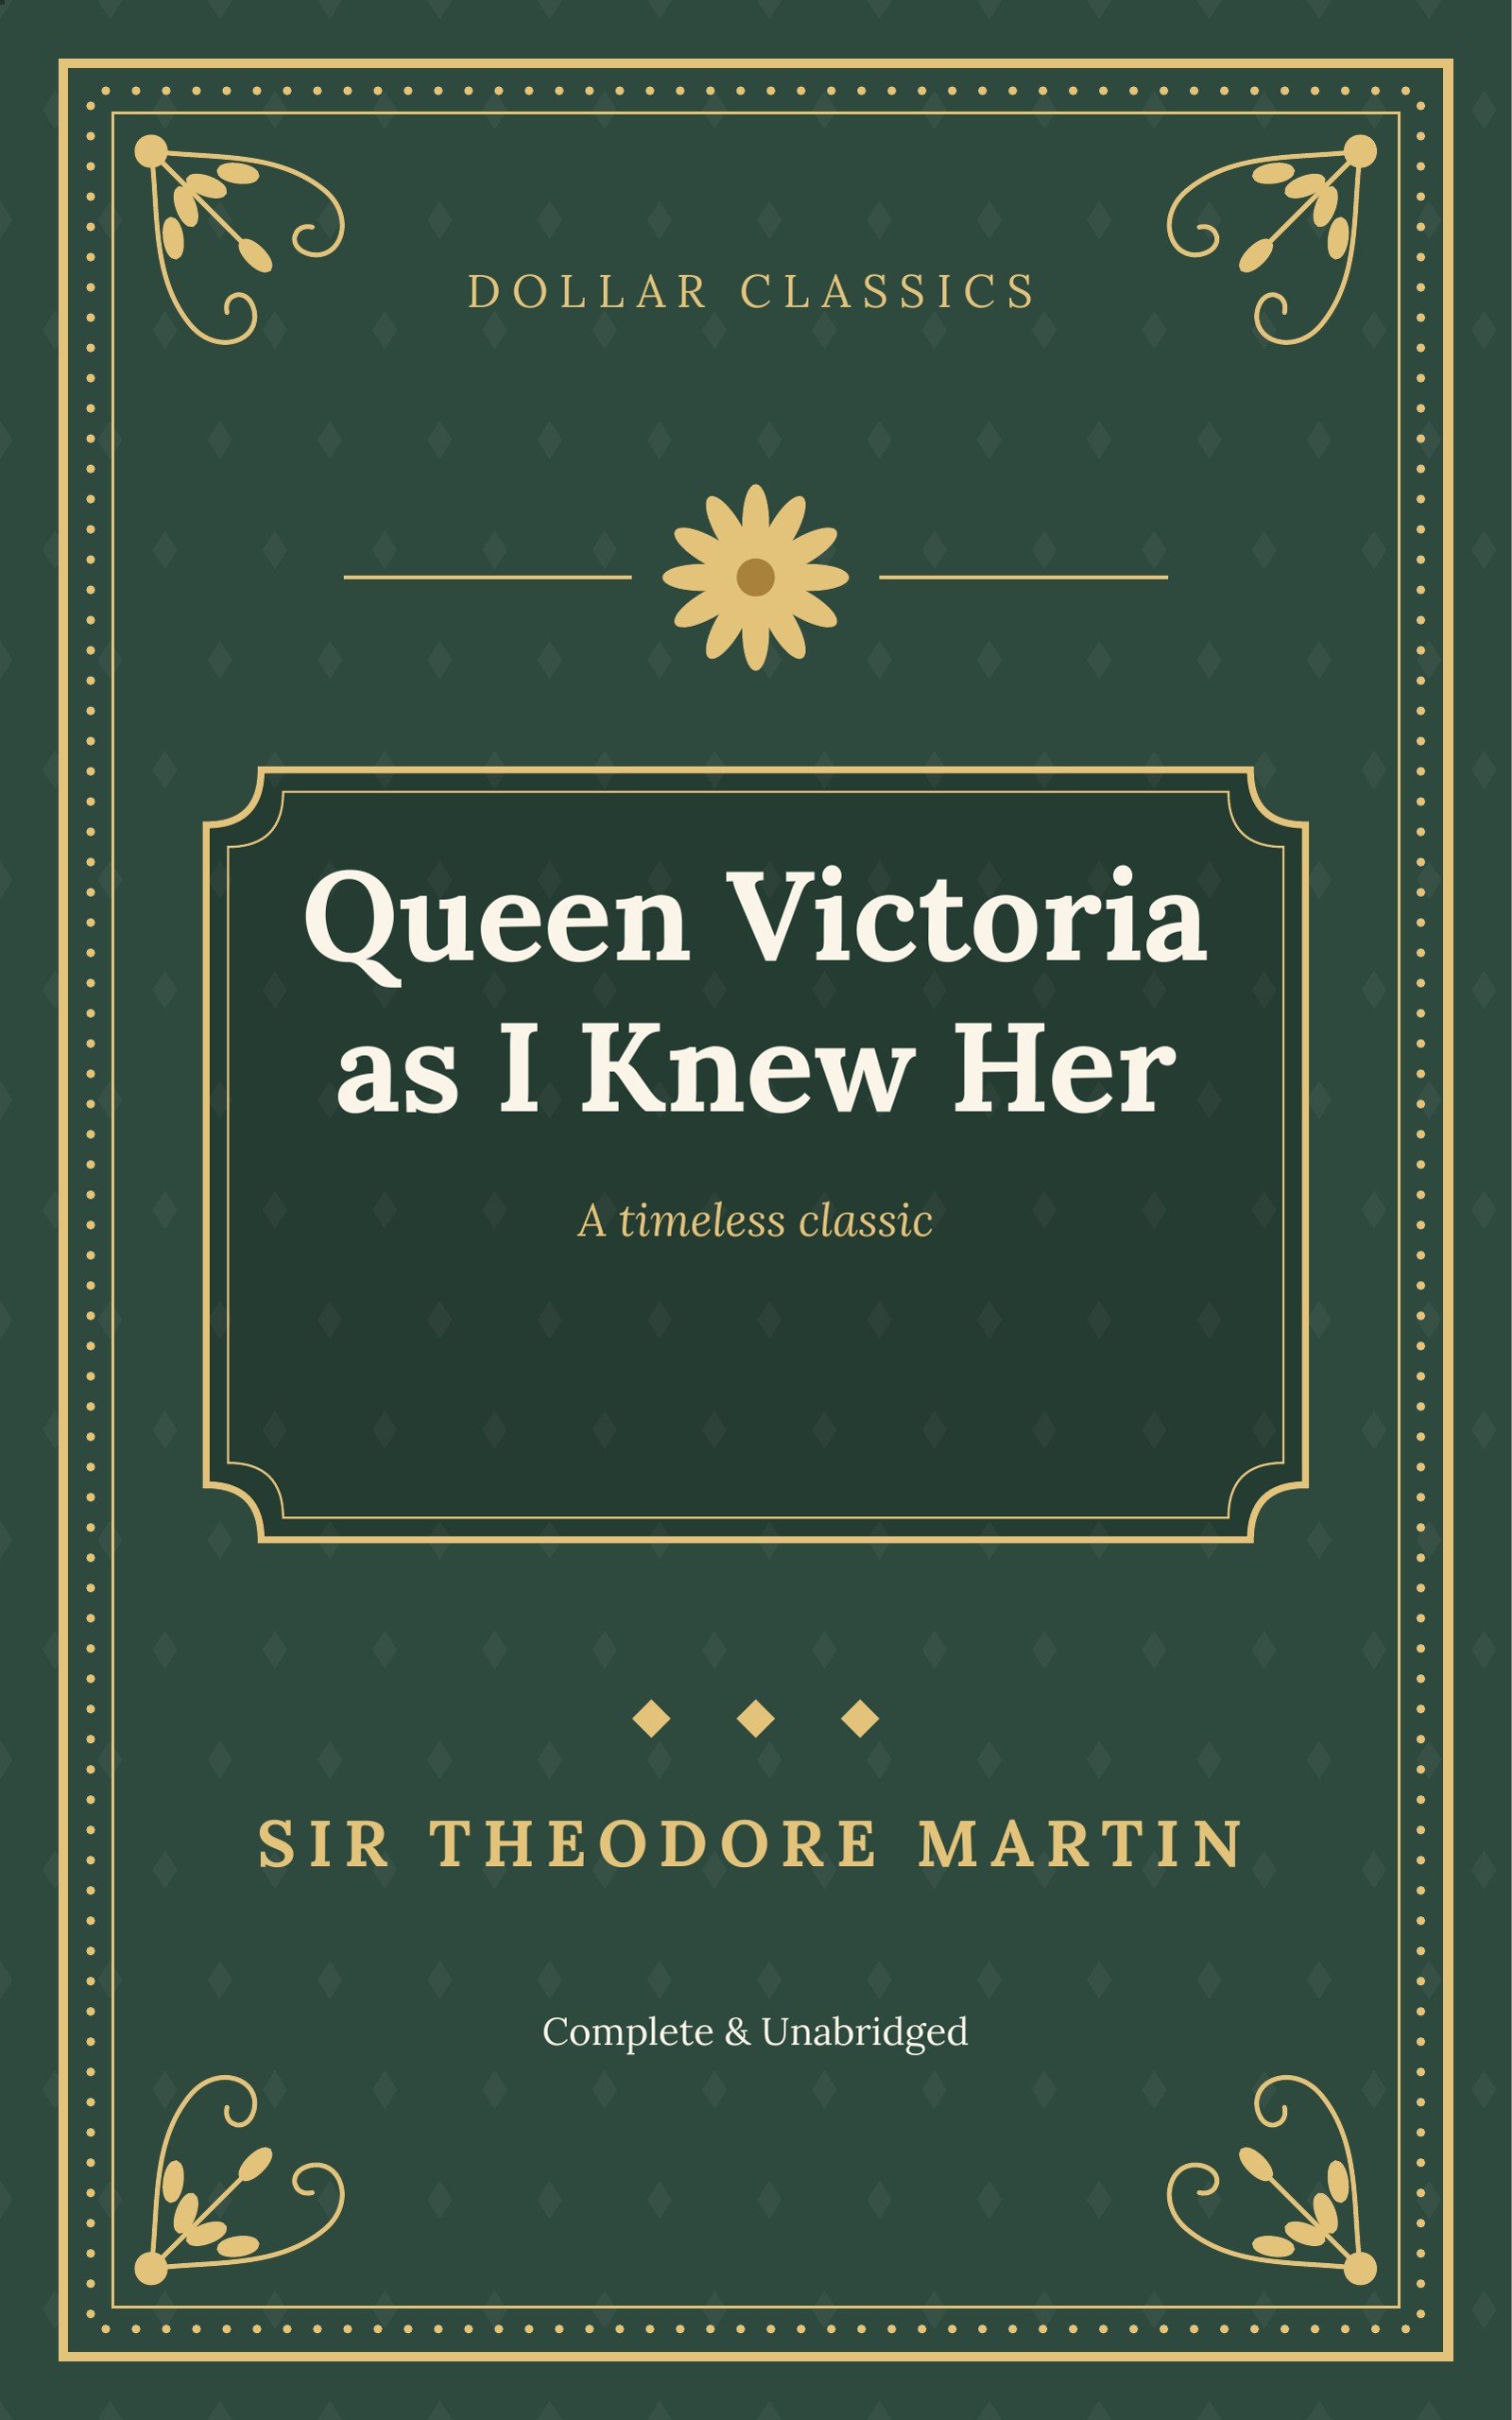 DOLLAR CLASSICS
Queen Victoria
as I Knew Her
A timeless classic
SIR THEODORE MARTIN
Complete & Unabridged